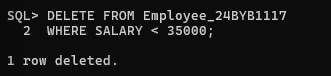 SQL> DELETE FROM Employee_24BYB1117
  2  WHERE SALARY < 35000;
1 row deleted.